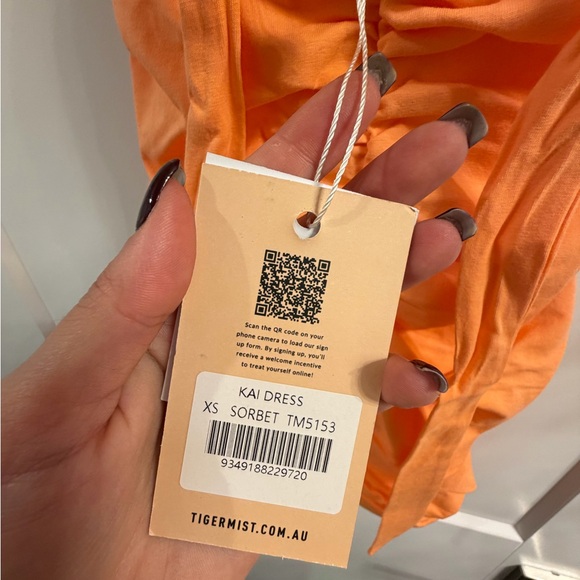 Scan the QR code on your
phone camera to load our sign
up form. By signing up, you'll
receive a welcome incentive
to treat yourself online!
KAI DRESS
XS SORBET TM5153
9349188229720
TIGERMIST.COM.AU